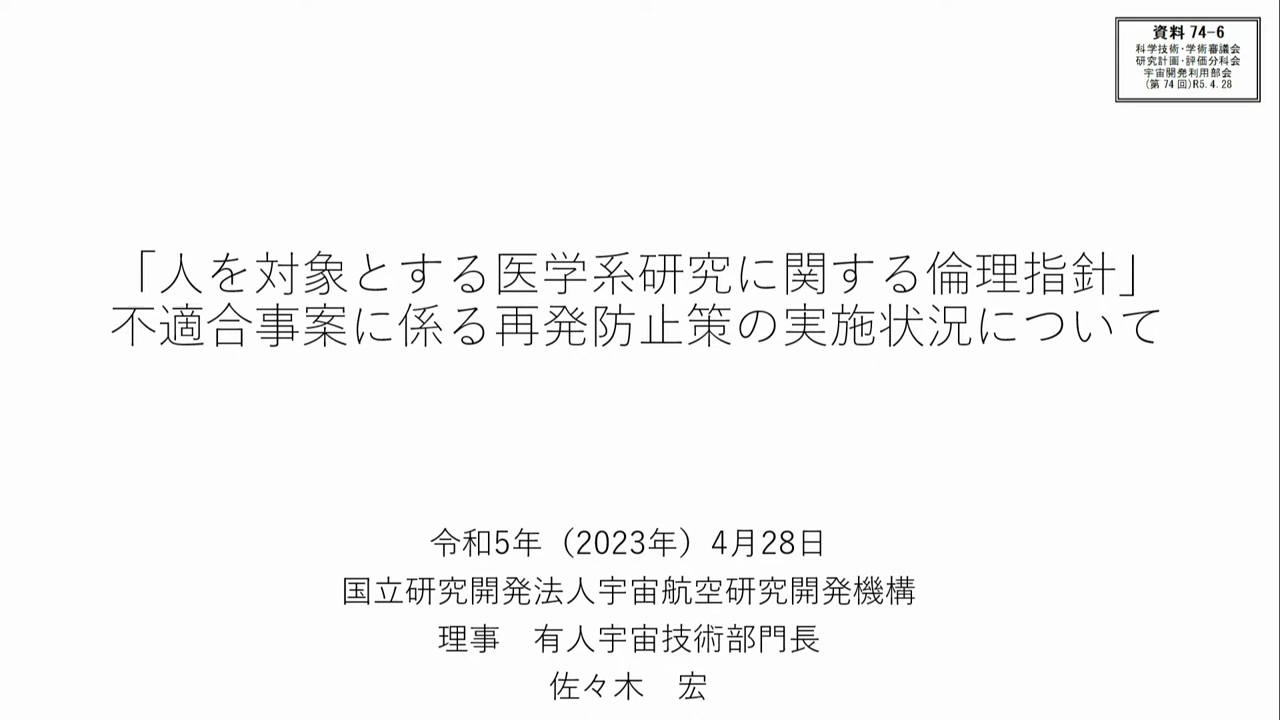 資料 74-6
科学技術・学術審議会
研究計画・評価分科会
宇宙開発利用部会
(第 74 回)R5.4.28
「人を対象とする医学系研究に関する倫理指針」
不適合事案に係る再発防止策の実施状況について
令和5年（2023年）4月28日
国立研究開発法人宇宙航空研究開発機構
理事　有人宇宙技術部門長
佐々木　宏